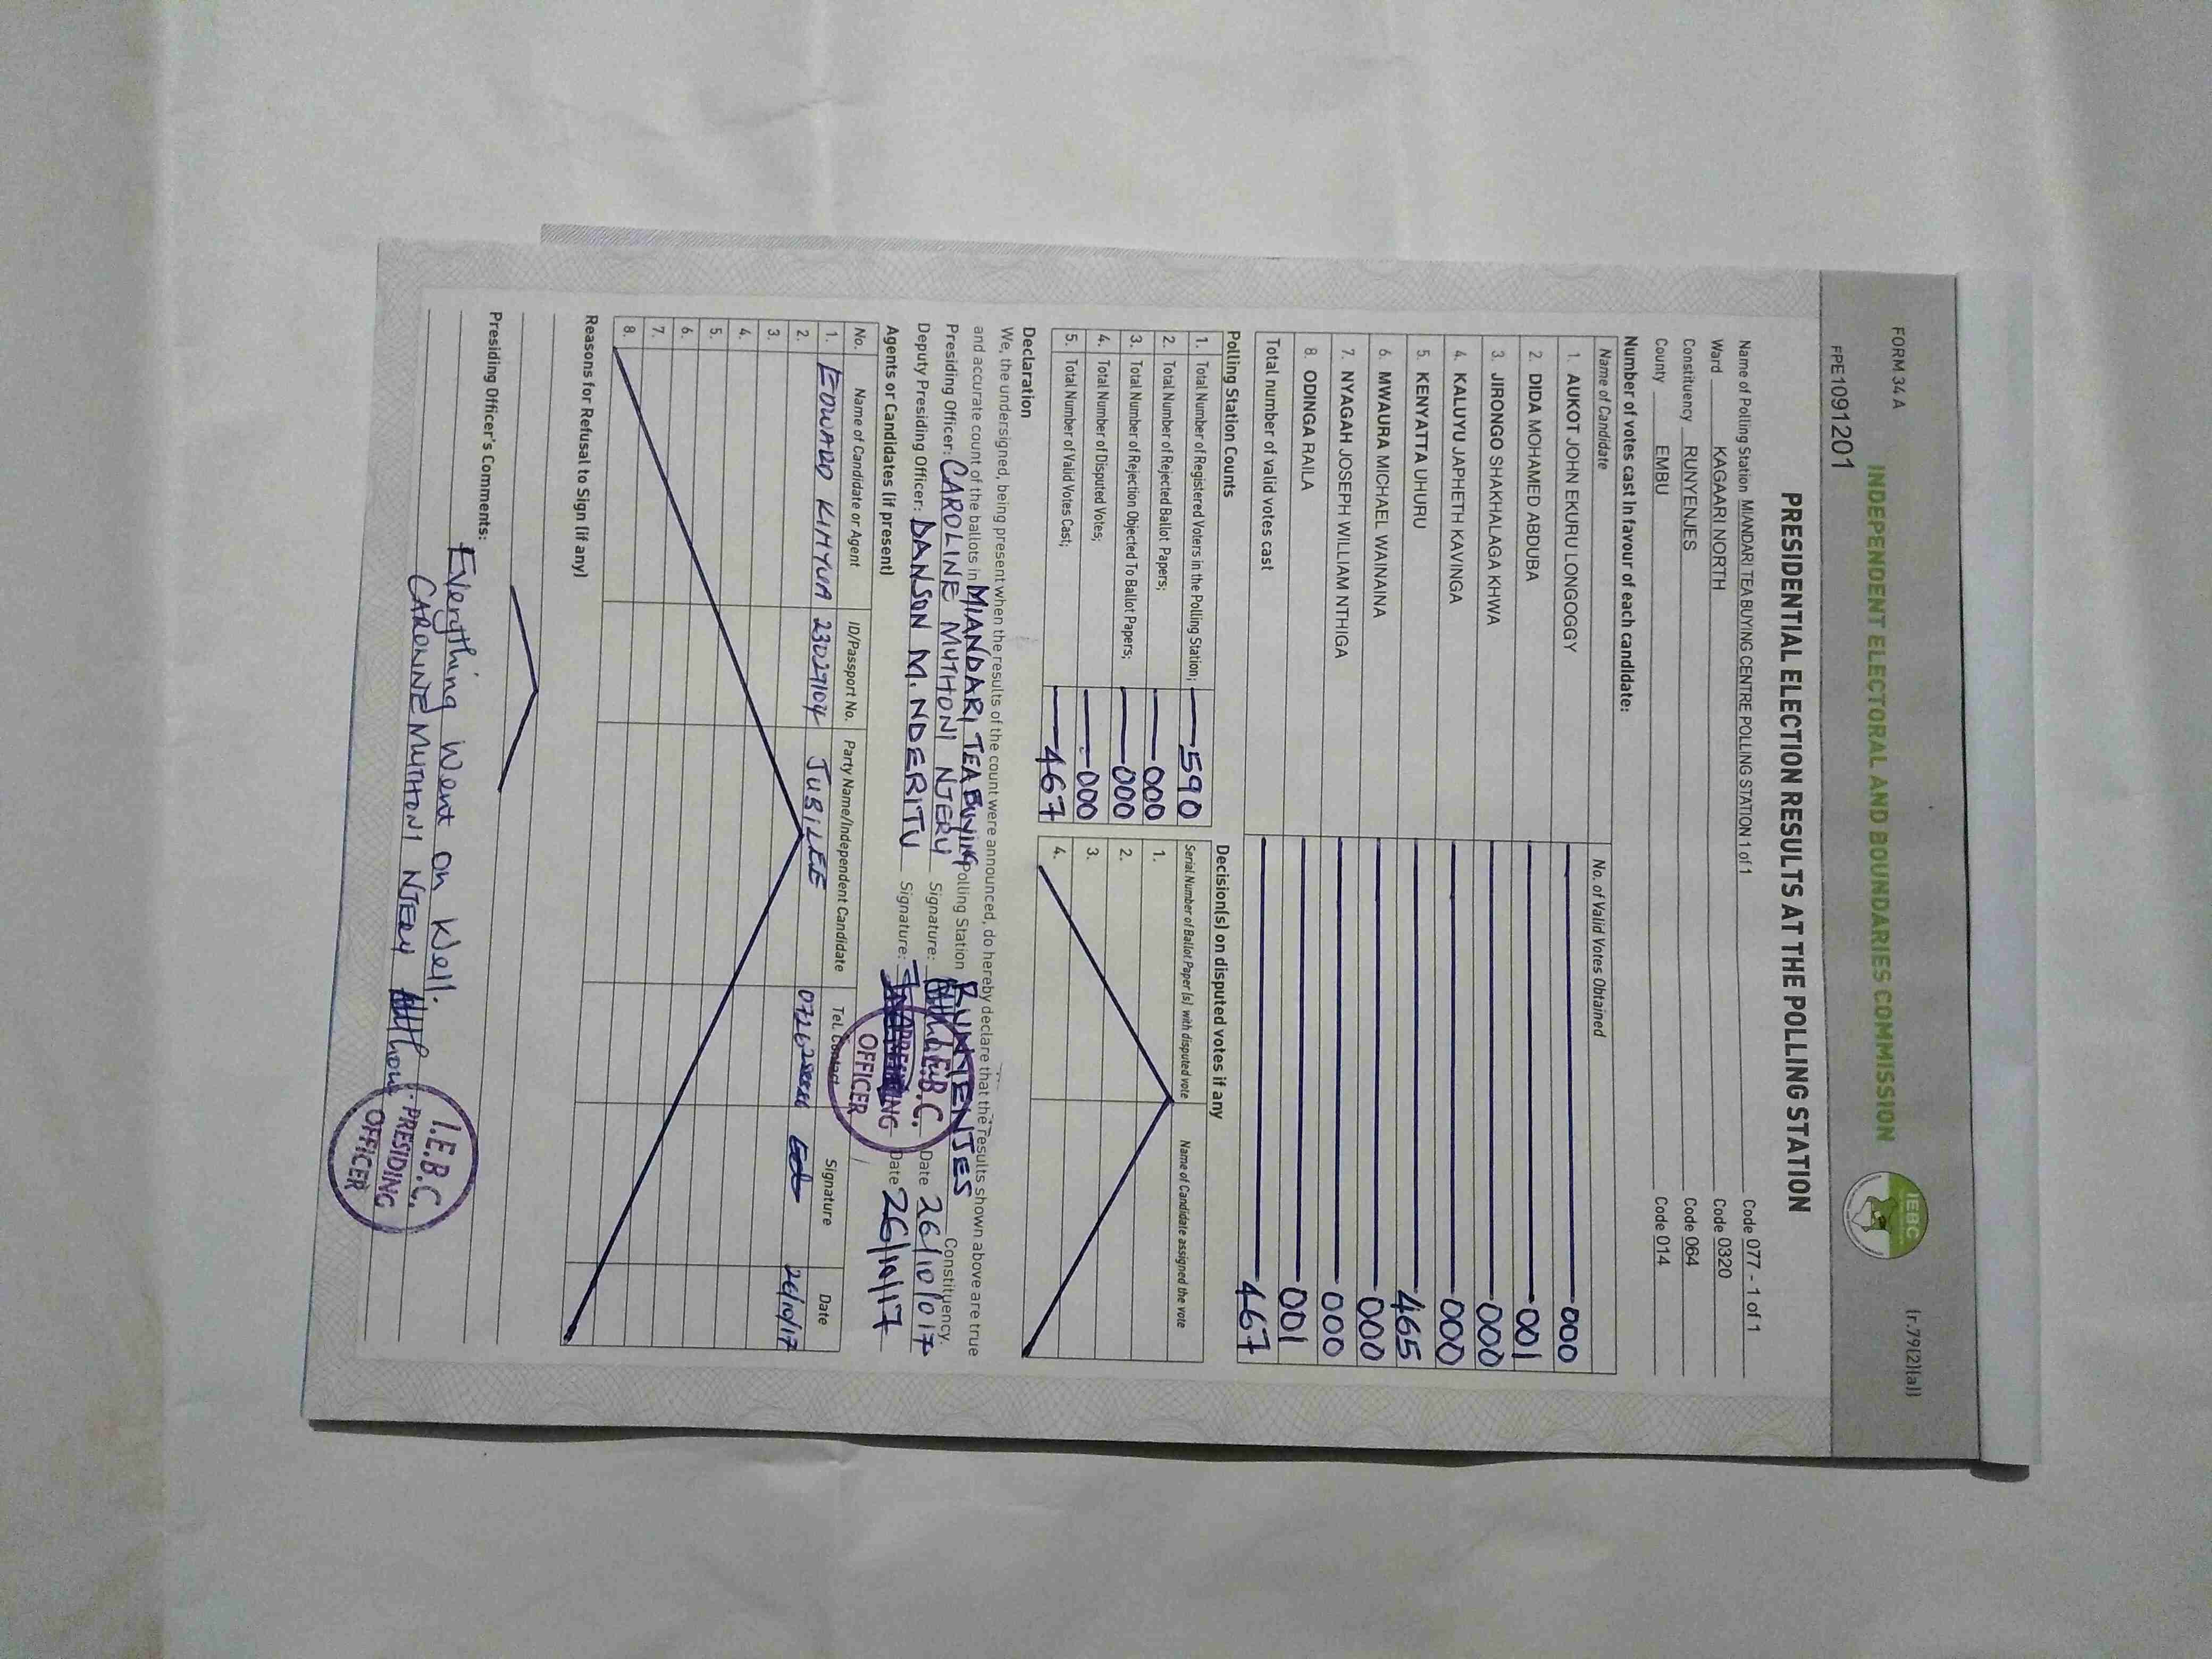 FORM 34 A
(r.79(2)(a))
INDEPENDENT ELECTORAL AND BOUNDARIES COMMISSION
IEBC
FPE1091201
PRESIDENTIAL ELECTION RESULTS AT THE POLLING STATION
Name of Polling Station MIANDARI TEA BUYING CENTRE POLLING STATION 1 of 1 Code 077 - 1 of 1
Ward KAGAARI NORTH Code 0320
Constituency RUNYENJES Code 064
County EMBU Code 014
Number of votes cast in favour of each candidate:
Name of Candidate No. of Valid Votes Obtained
1. AUKOT JOHN EKURU LONGOGGY 000
2. DIDA MOHAMED ABDUBA 001
3. JIRONGO SHAKHALAGA KHWA 000
4. KALUYU JAPHETH KAVINGA 000
5. KENYATTA UHURU 465
6. MWAURA MICHAEL WAINAINA 000
7. NYAGAH JOSEPH WILLIAM NTHIGA 000
8. ODINGA RAILA 001
Total number of valid votes cast 467
Polling Station Counts
1. Total Number of Registered Voters in the Polling Station; 590
2. Total Number of Rejected Ballot Papers; 000
3. Total Number of Rejection Objected To Ballot Papers; 000
4. Total Number of Disputed Votes; 000
5. Total Number of Valid Votes Cast; 467
Decision(s) on disputed votes if any
Serial Number of Ballot Paper (s) with disputed vote Name of Candidate assigned the vote
1.
2.
3.
4.
Declaration
We, the undersigned, being present when the results of the count were announced, do hereby declare that the results shown above are true
and accurate count of the ballots in MIANDARI TEA BUYING Polling Station RUNYENJES Constituency.
Presiding Officer: CAROLINE MUTHONI NJERU Signature: Date 26/10/017
Deputy Presiding Officer: DANSON M. NDERITU Signature: Date 26/10/17
I.E.B.C.
PRESIDING
OFFICER
Agents or Candidates (if present)
No. Name of Candidate or Agent ID/Passport No. Party Name/Independent Candidate Tel. Contact Signature Date
1. EDWARD KIMYUA 23029104 JUBILEE 26/10/17
2.
3.
4.
5.
6.
7.
8.
Reasons for Refusal to Sign (if any)
Presiding Officer's Comments:
Everything Went on Well.
CAROLINE MUTHONI NJERU
I.E.B.C.
PRESIDING
OFFICER